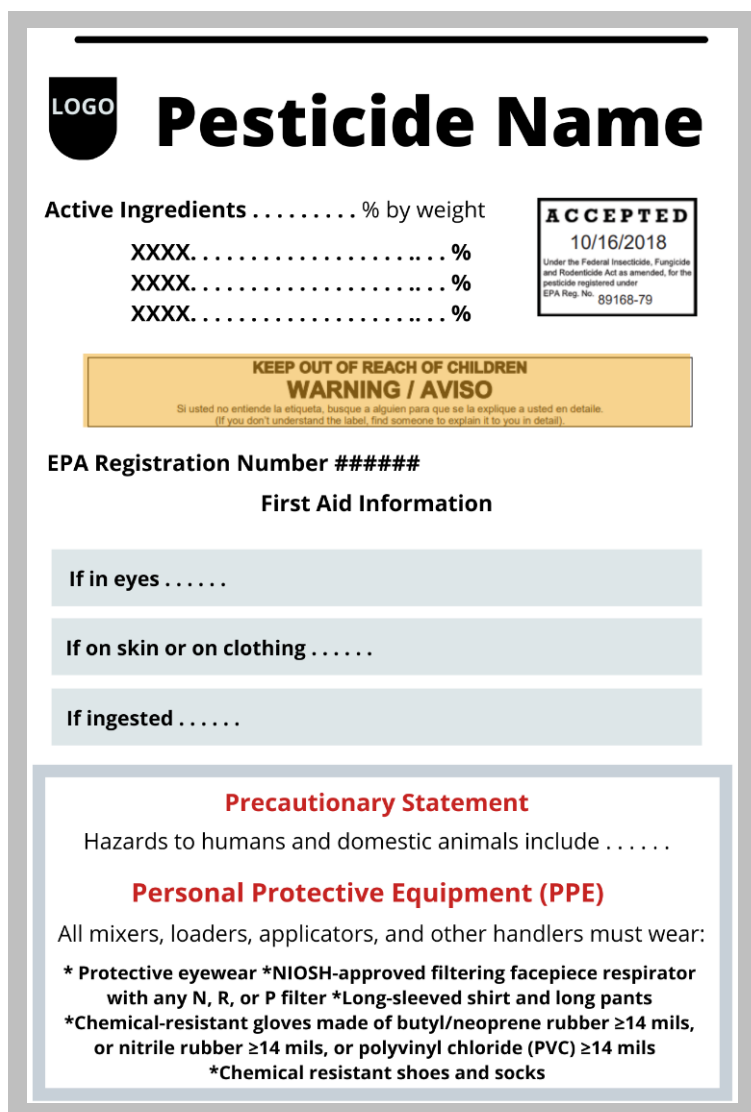 LOGO
Pesticide Name
Active Ingredients . . . . . . . . . % by weight
XXXX. . . . . . . . . . . . . . . . . . . .. . . %
XXXX. . . . . . . . . . . . . . . . . . . .. . . %
XXXX. . . . . . . . . . . . . . . . . . . .. . . %
ACCEPTED
10/16/2018
Under the Federal Insecticide, Fungicide
and Rodenticide Act as amended, for the
pesticide registered under
EPA Reg. No. 89168-79
KEEP OUT OF REACH OF CHILDREN
WARNING / AVISO
Si usted no entiende la etiqueta, busque a alguien para que se la explique a usted en detaile.
(If you don't understand the label, find someone to explain it to you in detail).
EPA Registration Number ######
First Aid Information
If in eyes . . . . . .
If on skin or on clothing . . . . . .
If ingested . . . . . .
Precautionary Statement
Hazards to humans and domestic animals include . . . . . .
Personal Protective Equipment (PPE)
All mixers, loaders, applicators, and other handlers must wear:
* Protective eyewear *NIOSH-approved filtering facepiece respirator
with any N, R, or P filter *Long-sleeved shirt and long pants
*Chemical-resistant gloves made of butyl/neoprene rubber ≥14 mils,
or nitrile rubber ≥14 mils, or polyvinyl chloride (PVC) ≥14 mils
*Chemical resistant shoes and socks